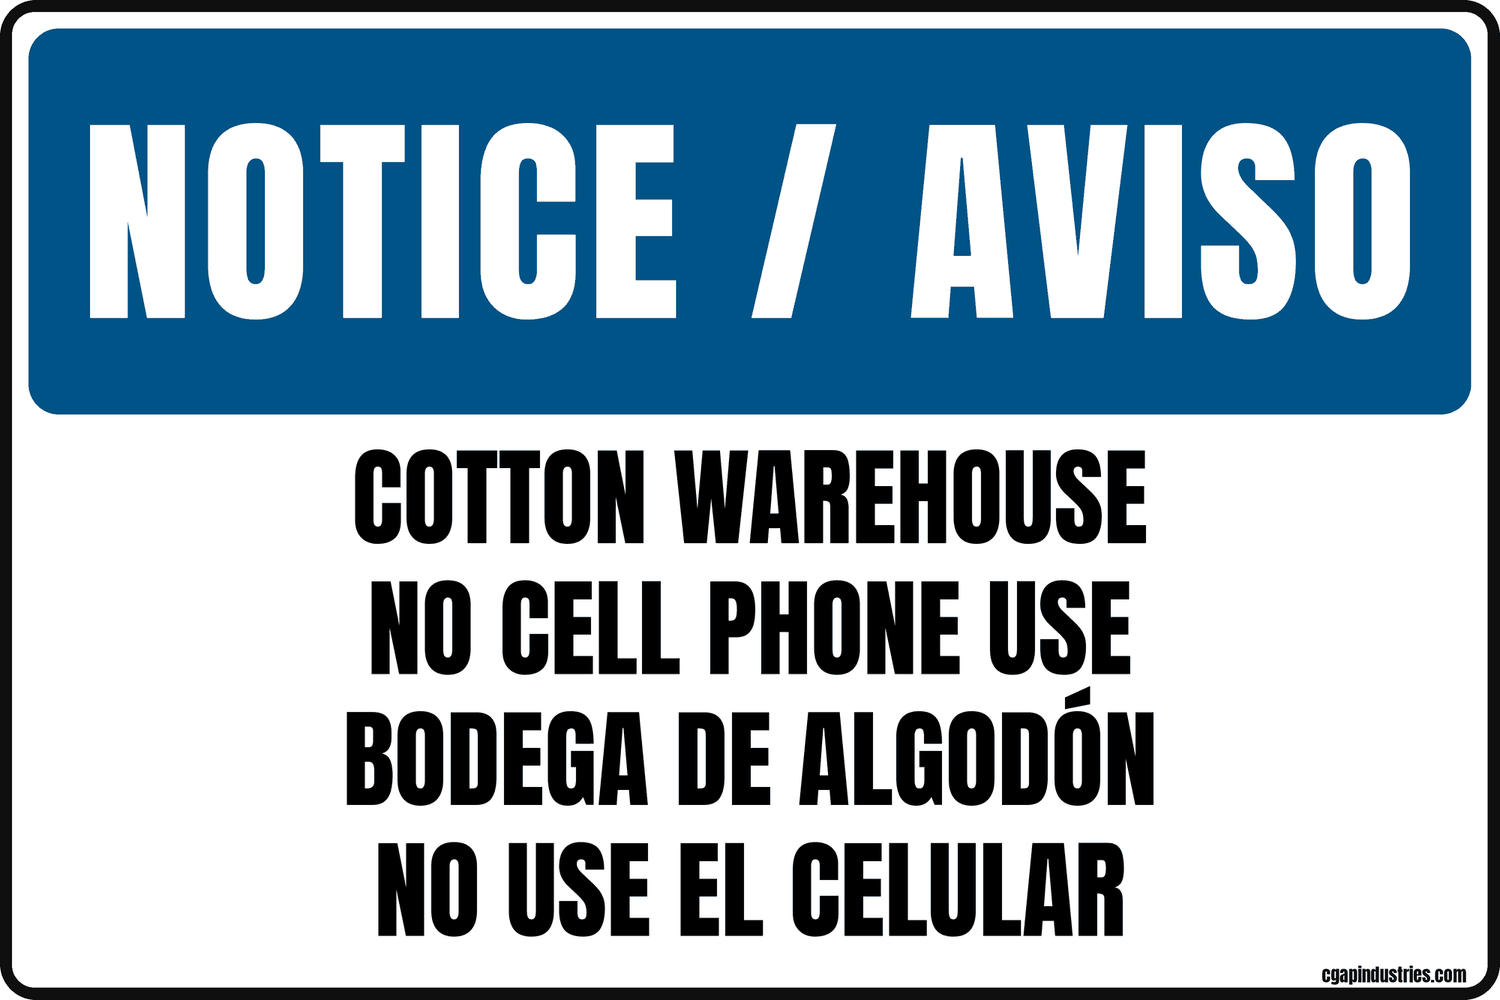 NOTICE / AVISO
COTTON WAREHOUSE
NO CELL PHONE USE
BODEGA DE ALGODÓN
NO USE EL CELULAR
cgapindustries.com